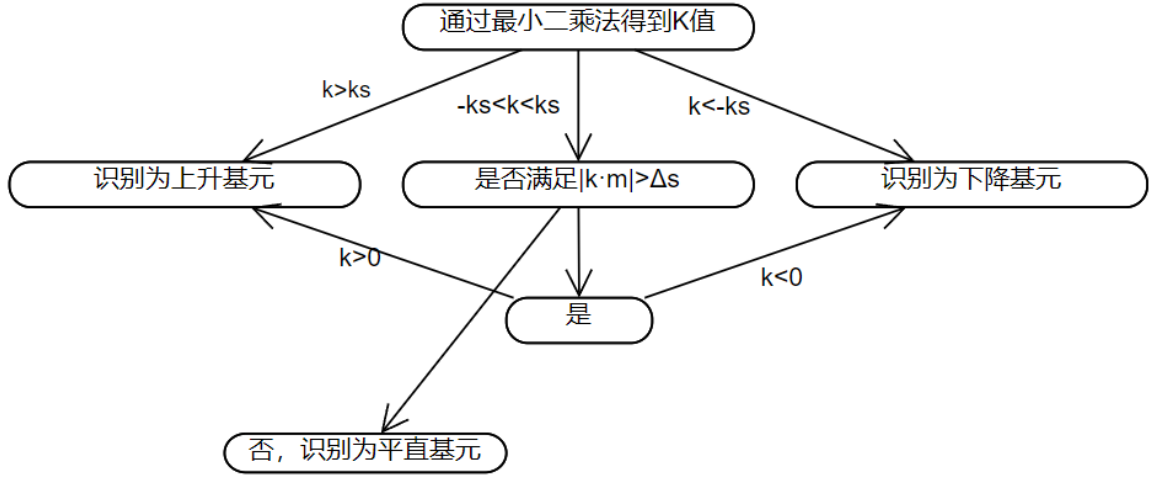 通过最小二乘法得到K值
k>ks
-ks<k<ks
k<-ks
识别为上升基元
是否满足|k·m|>Δs
识别为下降基元
k>0
k<0
是
否，识别为平直基元